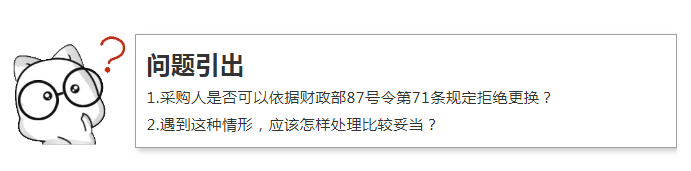 问题引出
1.采购人是否可以依据财政部87号令第71条规定拒绝更换？
2.遇到这种情形，应该怎样处理比较妥当？